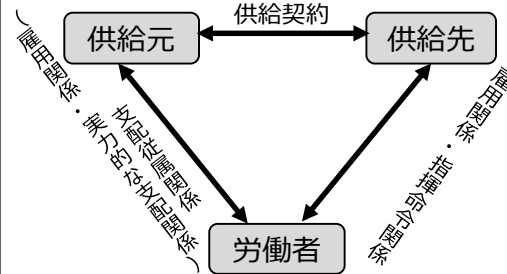 供給契約
供給元
供給先
支配従属関係
（雇用関係・実力的な支配関係）
雇用関係・指揮命令関係
労働者